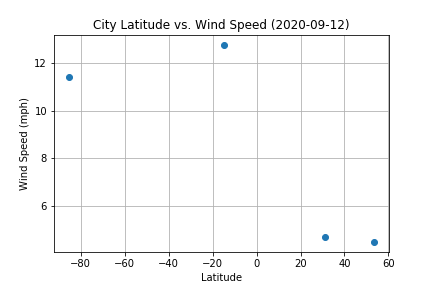 City Latitude vs. Wind Speed (2020-09-12)
12
10
8
6
Wind Speed (mph)
−80 −60 −40 −20 0 20 40 60
Latitude